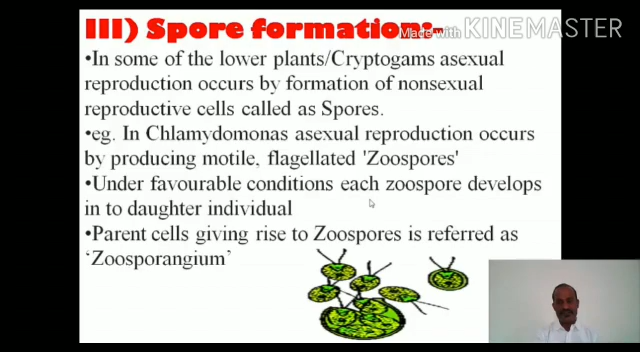 III) Spore formation:-
Made with KINEMASTER
•In some of the lower plants/Cryptogams asexual
reproduction occurs by formation of nonsexual
reproductive cells called as Spores.
•eg. In Chlamydomonas asexual reproduction occurs
by producing motile, flagellated 'Zoospores'
•Under favourable conditions each zoospore develops
in to daughter individual
•Parent cells giving rise to Zoospores is referred as
'Zoosporangium'